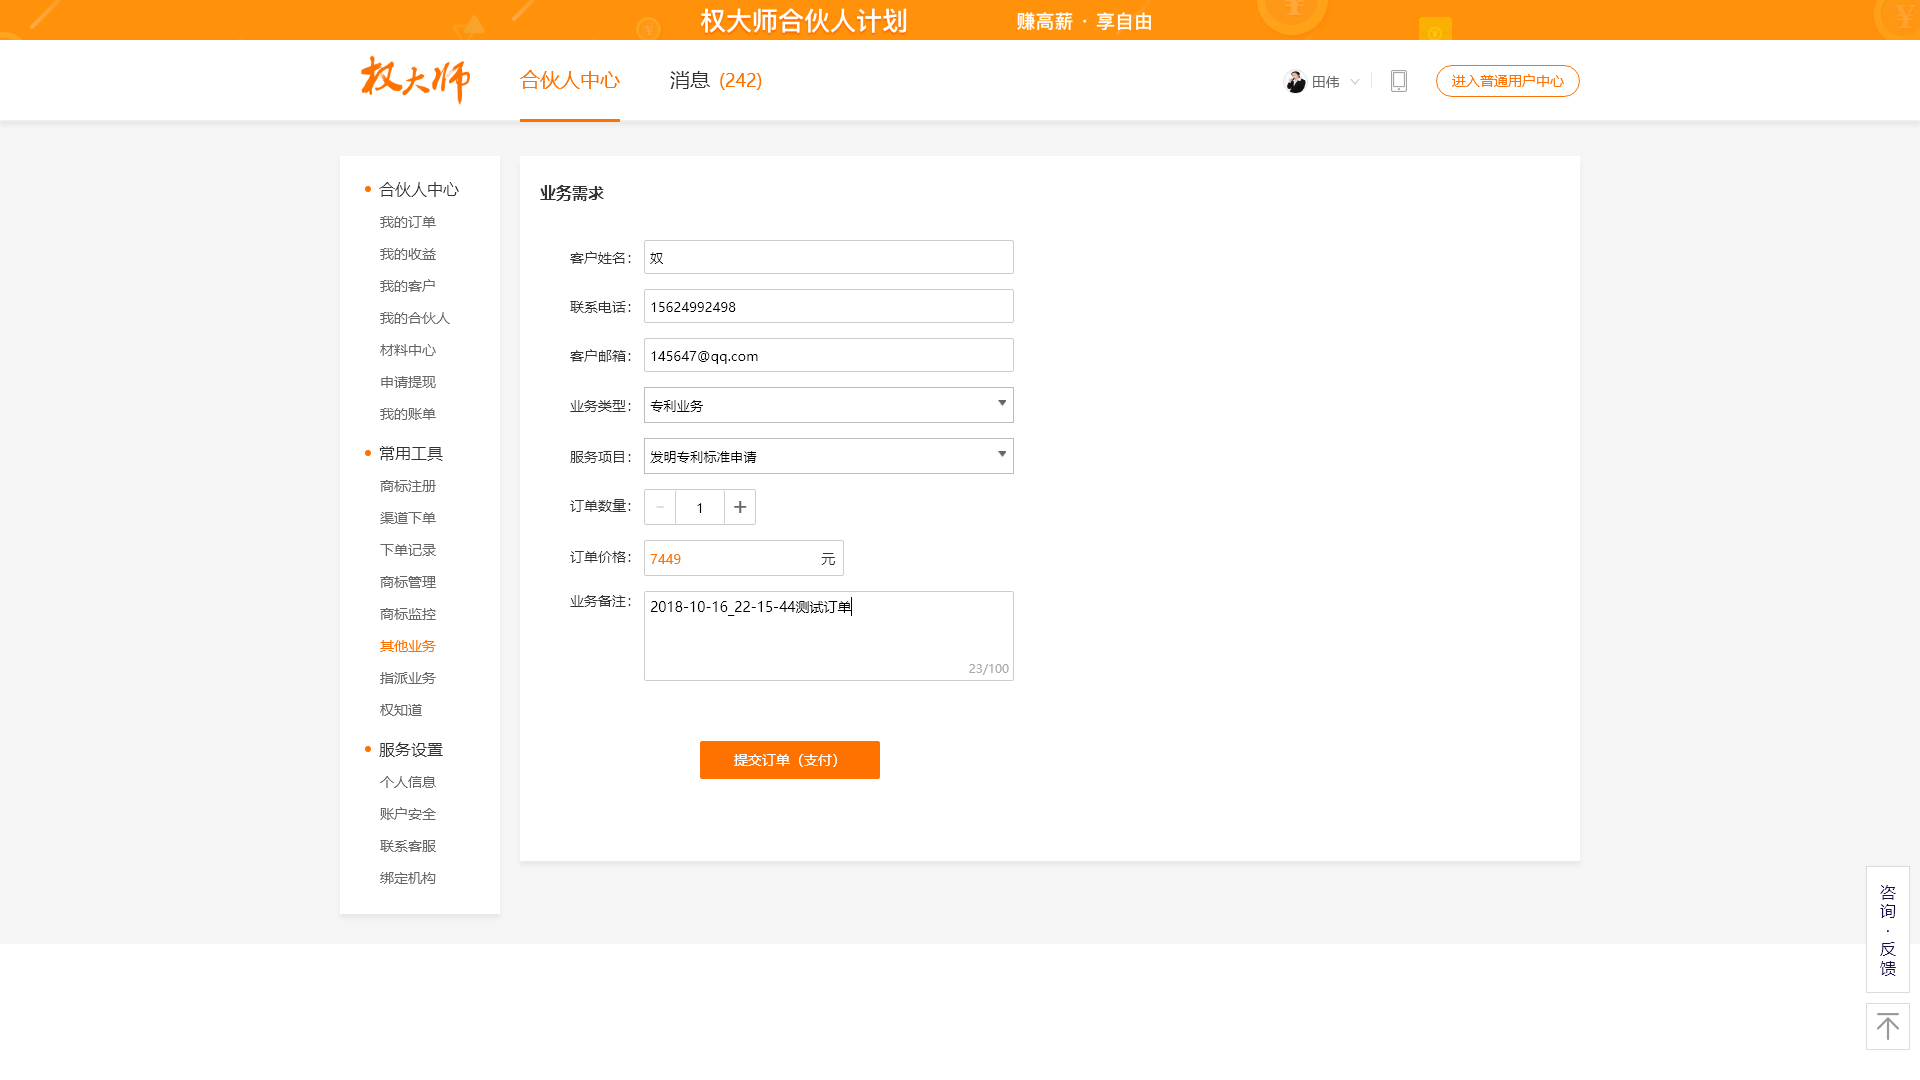 权大师合伙人计划 赚高薪 · 享自由
权大师 合伙人中心 消息 (242) 田伟 进入普通用户中心
合伙人中心
我的订单
我的收益
我的客户
我的合伙人
材料中心
申请提现
我的账单
常用工具
商标注册
渠道下单
下单记录
商标管理
商标监控
其他业务
指派业务
权知道
服务设置
个人信息
账户安全
联系客服
绑定机构
业务需求
客户姓名： 奴
联系电话： 15624992498
客户邮箱： 145647@qq.com
业务类型： 专利业务
服务项目： 发明专利标准申请
订单数量： － 1 ＋
订单价格： 7449 元
业务备注： 2018-10-16_22-15-44测试订单
23/100
提交订单（支付）
咨询·反馈